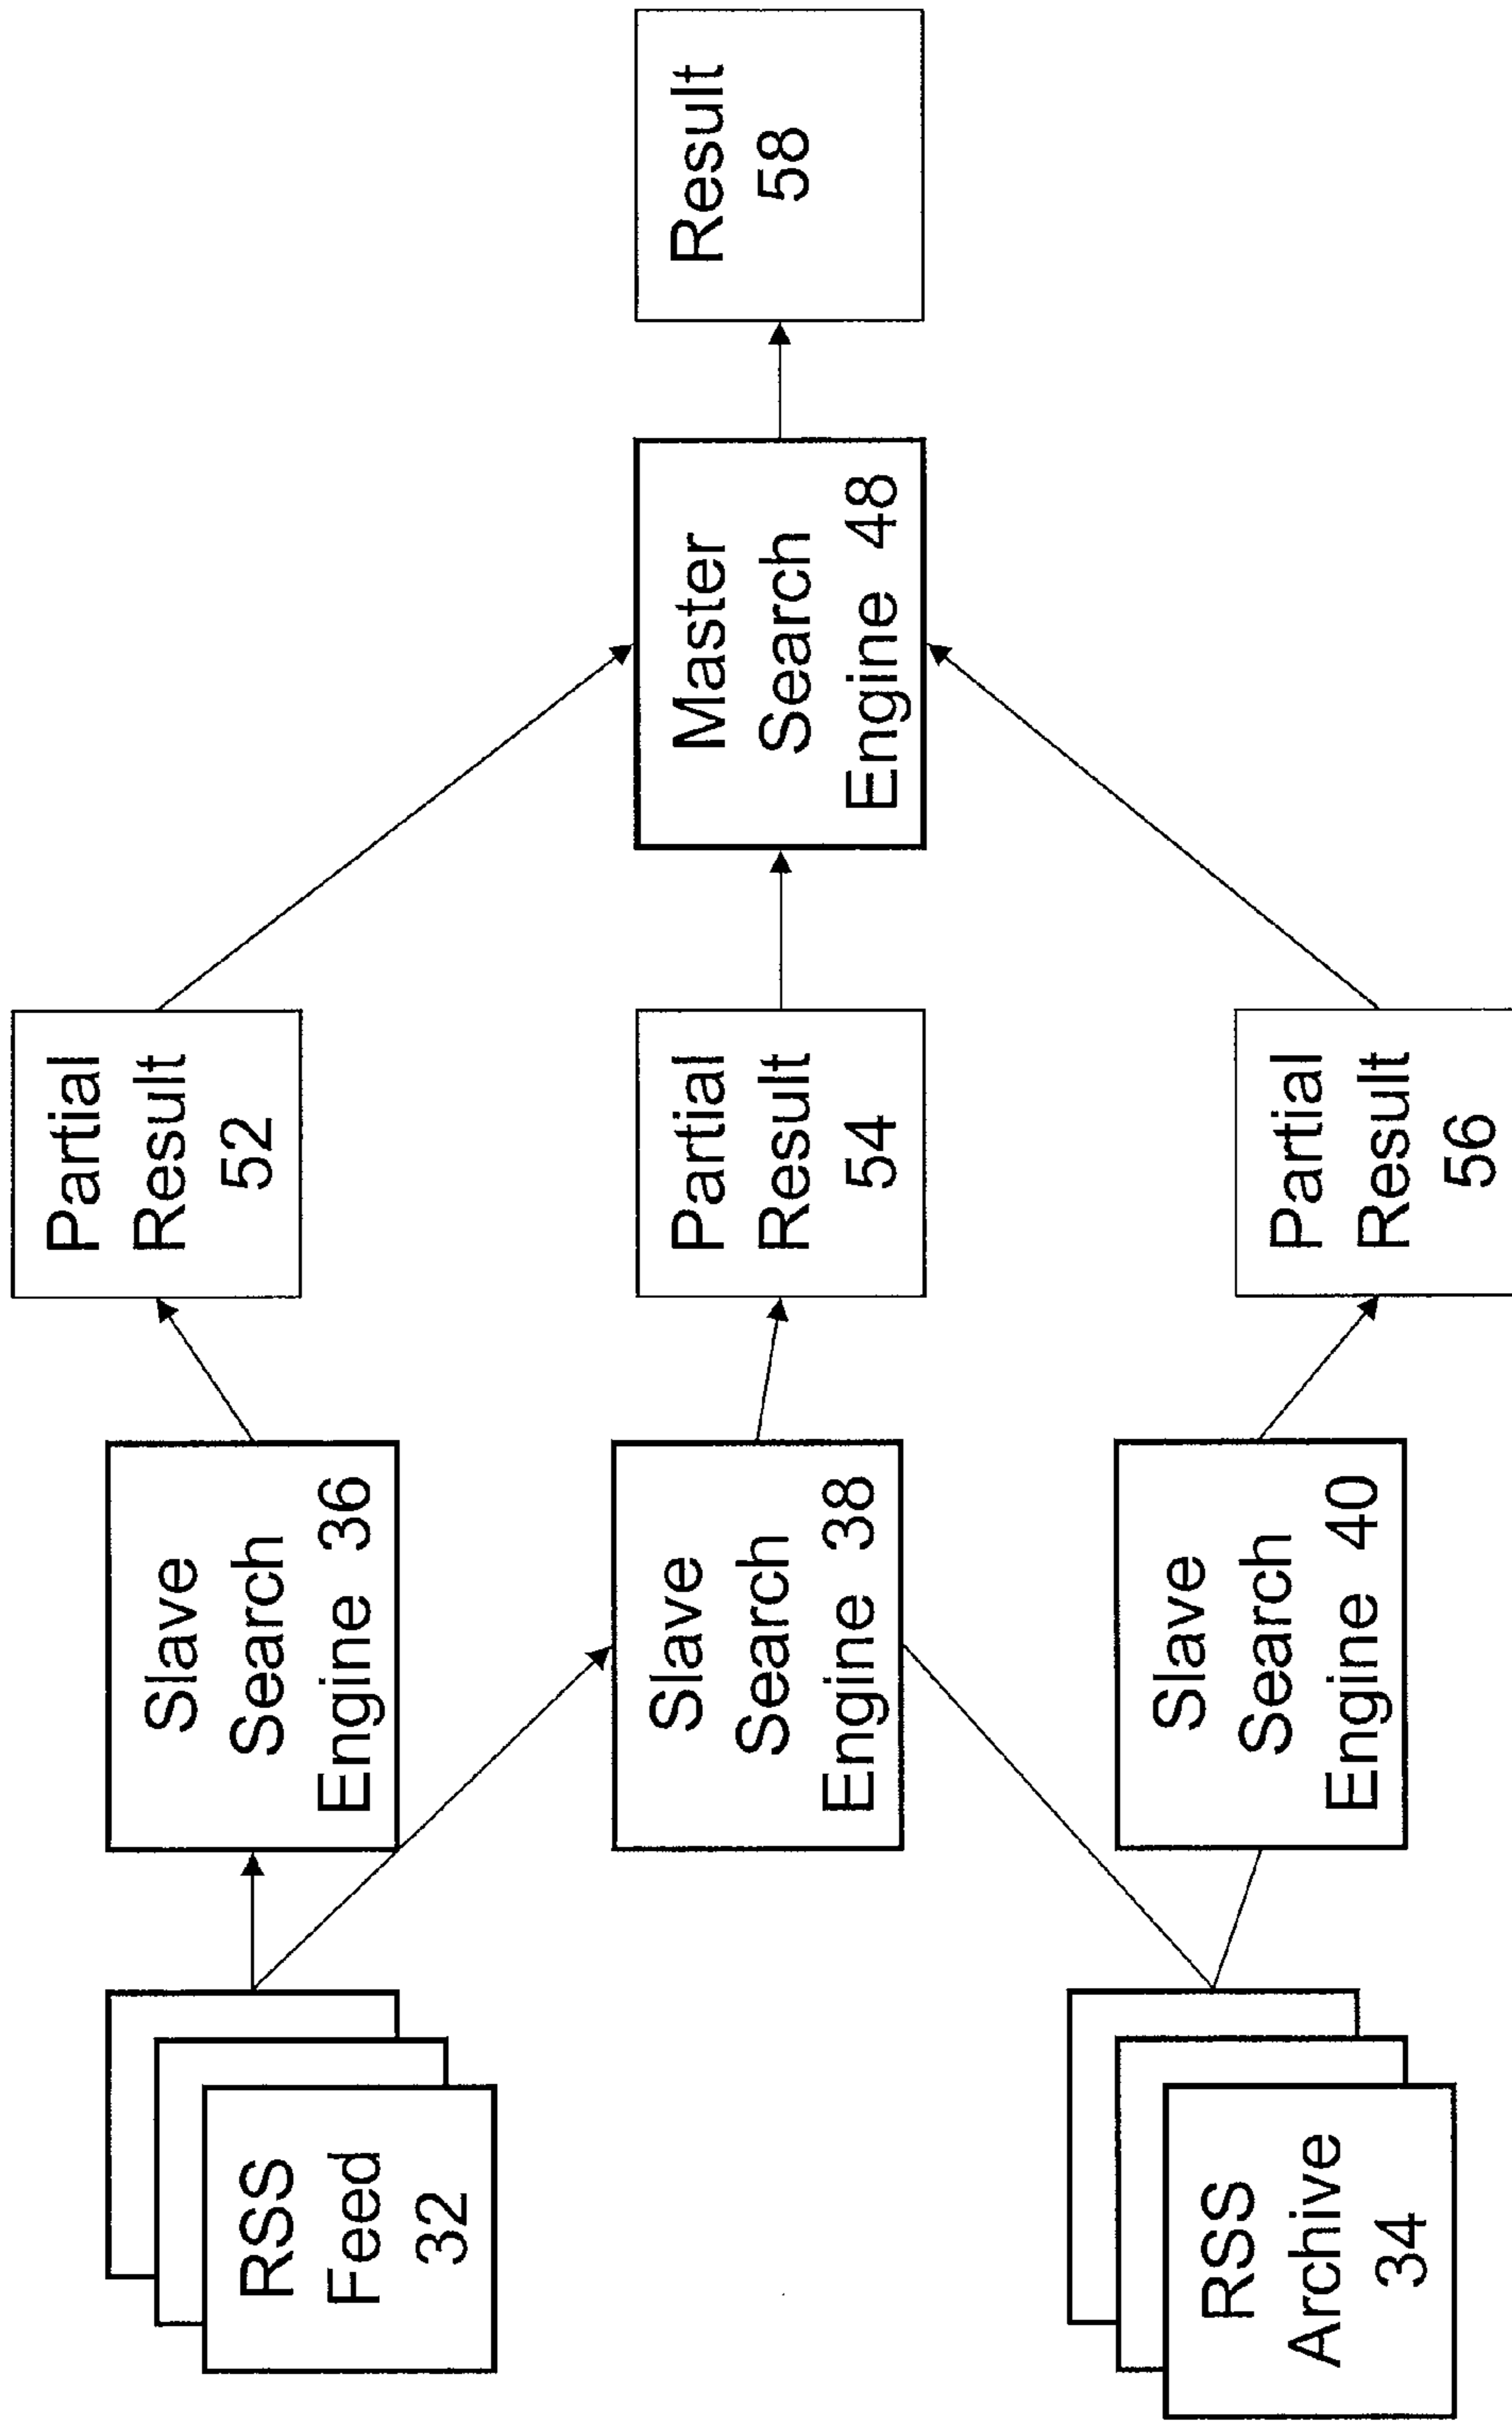 RSS
Feed
32
RSS
Archive
34
Slave
Search
Engine 36
Slave
Search
Engine 38
Slave
Search
Engine 40
Partial
Result
52
Partial
Result
54
Partial
Result
56
Master
Search
Engine 48
Result
58